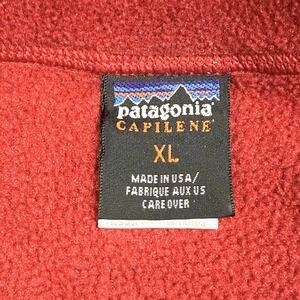 patagonia®
CAPILENE®
XL
MADE IN USA/
FABRIQUE AUX US
CARE OVER